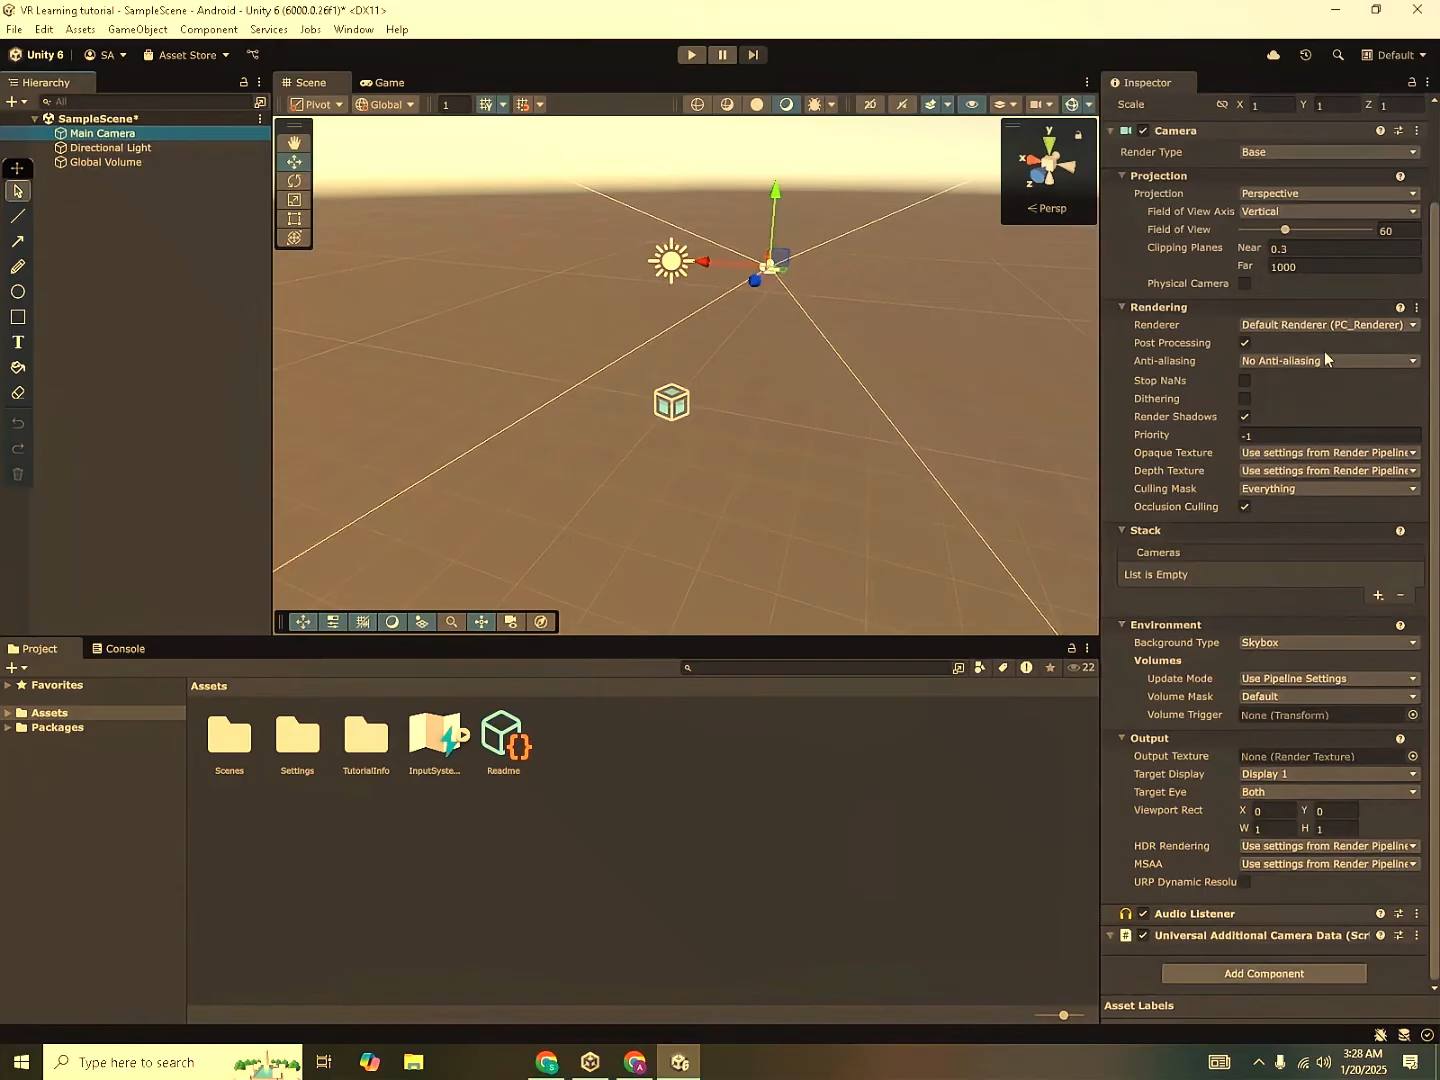 VR Learning tutorial - SampleScene - Android - Unity 6 (6000.0.26f1)* <DX11>
File Edit Assets GameObject Component Services Jobs Window Help
Unity 6 SA Asset Store Default
Hierarchy
All
SampleScene*
Main Camera
Directional Light
Global Volume
T
Scene Game
Pivot Global 1 2D
y
x
z
Persp
Inspector
Scale X 1 Y 1 Z 1
Camera
Render Type Base
Projection
Projection Perspective
Field of View Axis Vertical
Field of View 60
Clipping Planes Near 0.3
Far 1000
Physical Camera
Rendering
Renderer Default Renderer (PC_Renderer)
Post Processing
Anti-aliasing No Anti-aliasing
Stop NaNs
Dithering
Render Shadows
Priority -1
Opaque Texture Use settings from Render Pipeline
Depth Texture Use settings from Render Pipeline
Culling Mask Everything
Occlusion Culling
Stack
Cameras
List is Empty
Environment
Background Type Skybox
Volumes
Update Mode Use Pipeline Settings
Volume Mask Default
Volume Trigger None (Transform)
Output
Output Texture None (Render Texture)
Target Display Display 1
Target Eye Both
Viewport Rect X 0 Y 0
W 1 H 1
HDR Rendering Use settings from Render Pipeline
MSAA Use settings from Render Pipeline
URP Dynamic Resolu
Audio Listener
Universal Additional Camera Data (Scr
Add Component
Asset Labels
Project Console
22
Favorites
Assets
Packages
Assets
Scenes Settings TutorialInfo InputSyste... Readme
Type here to search
3:28 AM
1/20/2025